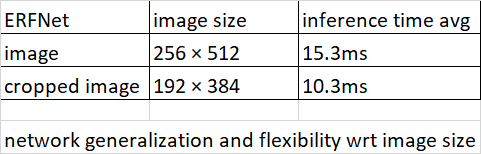 ERFNet image size inference time avg
image 256 × 512 15.3ms
cropped image 192 × 384 10.3ms
network generalization and flexibility wrt image size